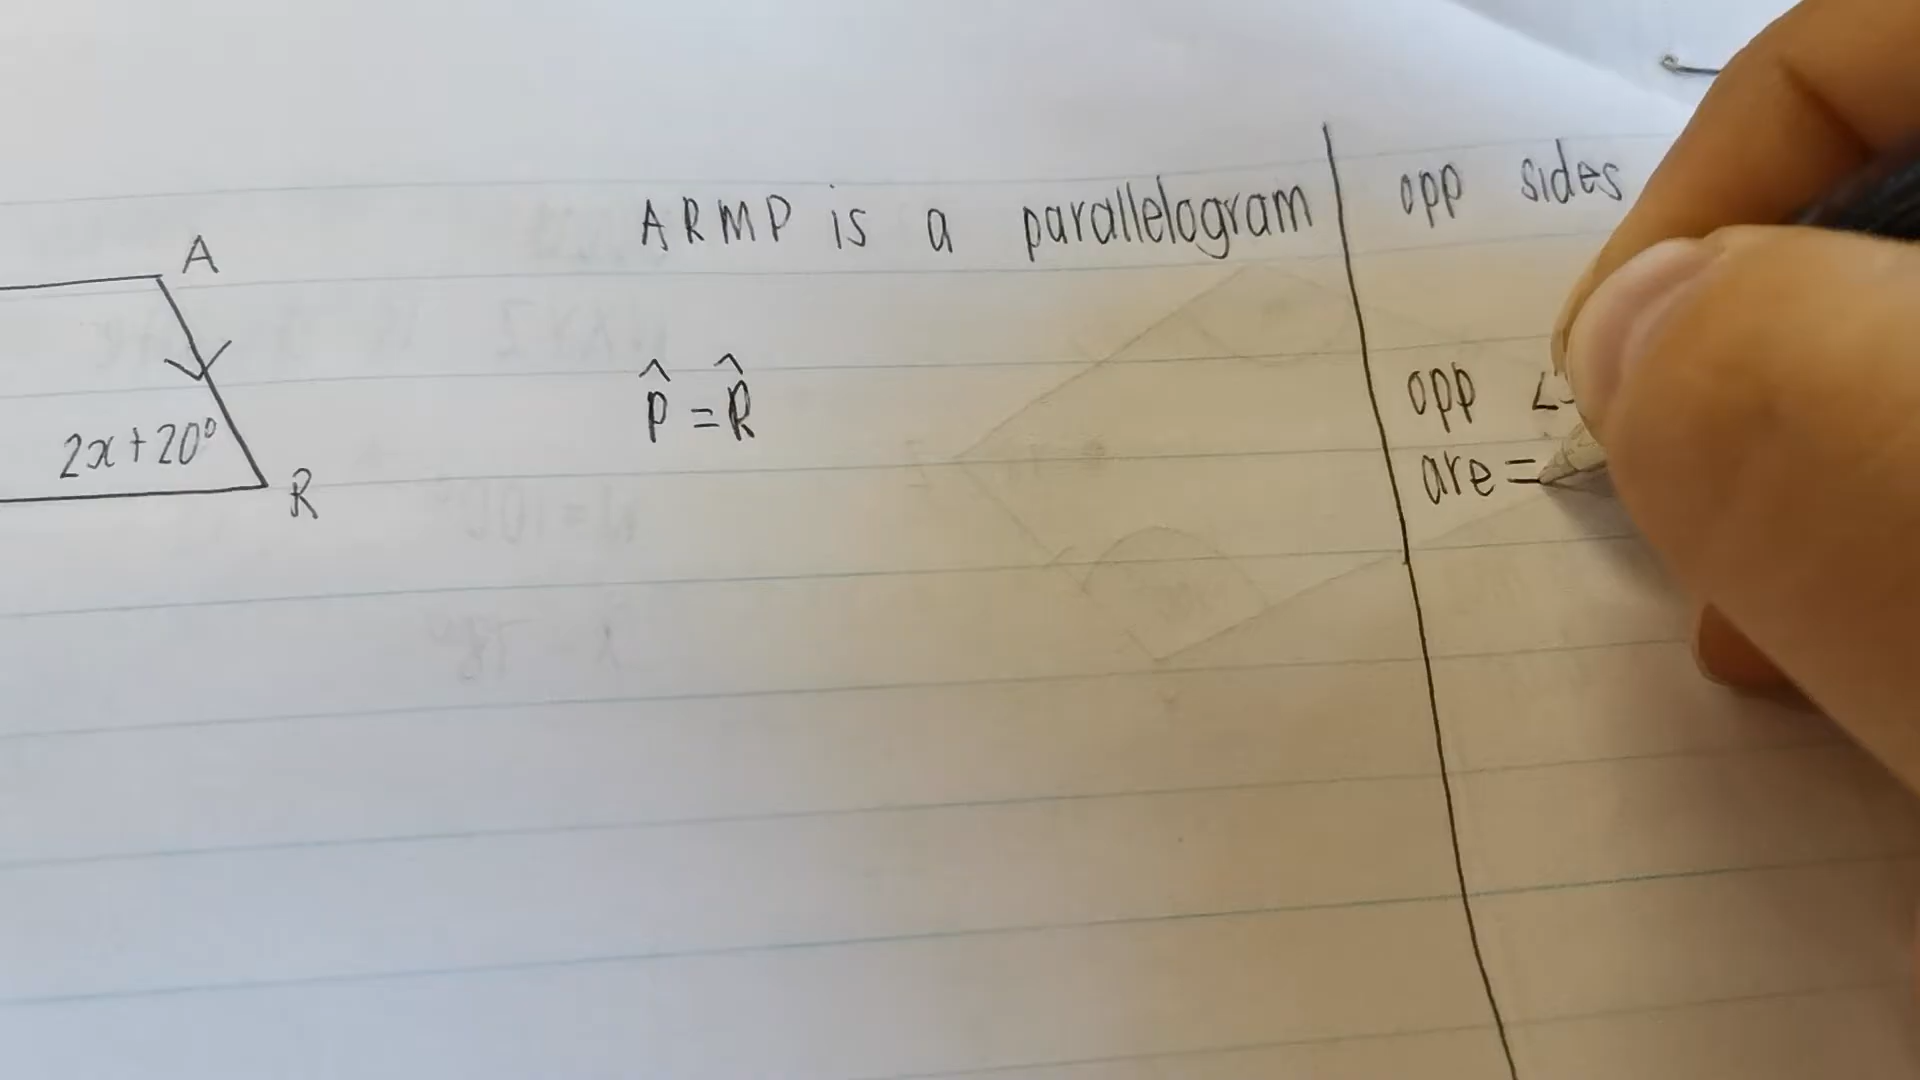 A
ARMP is a parallelogram
opp sides
2x+20°
R
P̂ = R̂
opp
are =